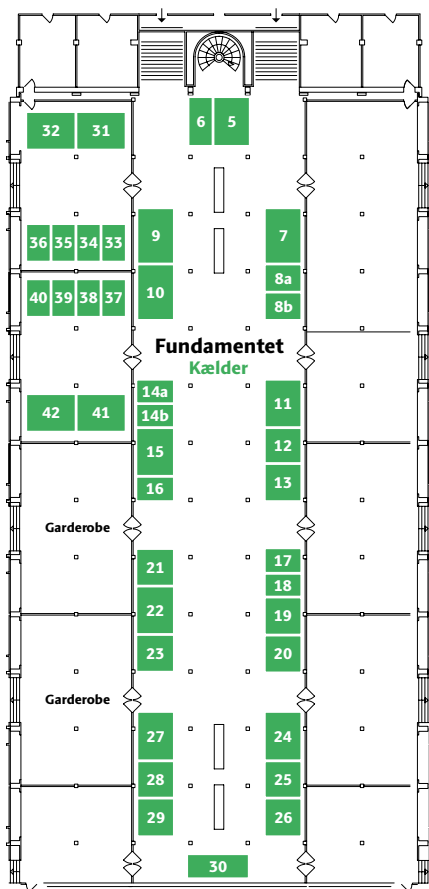 6 5
32 31
9 7
36 35 34 33
10 8a
40 39 38 37 8b
Fundamentet
Kælder
14a 11
42 41 14b
15 12
16 13
Garderobe
21 17
18
22 19
23 20
Garderobe
27 24
28 25
29 26
30